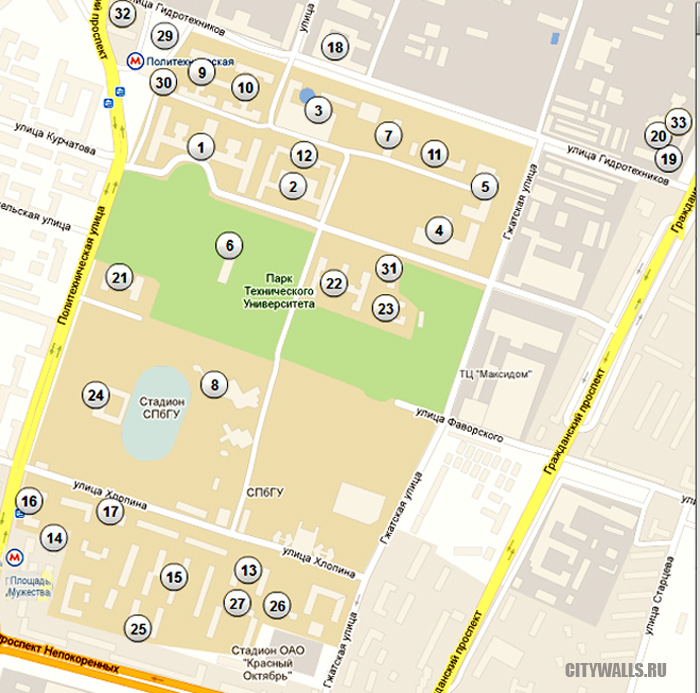 32
29
ий проспект
улица Гидротехников
улица
18
Политехническая
9
30
10
3
7
11
33
20
19
улица Гидротехников
улица Курчатова
1
12
2
5
4
Гжатская улица
Гражданс
ельская улица
Политехническая улица
6
21
Парк
Технического
Университета
22
31
23
ТЦ "Максидом"
Гражданский проспект
8
24
Стадион
СПбГУ
улица Фаворского
улица Хлопина
СПбГУ
Гжатская улица
16
17
14
улица Хлопина
Площадь
Мужества
15
13
27
26
25
ули
улица Старцева
Проспект Непокоренных
Стадион ОАО
"Красный
Октябрь"
Гжатская улица
Гражданский проспект
CITYWALLS.RU